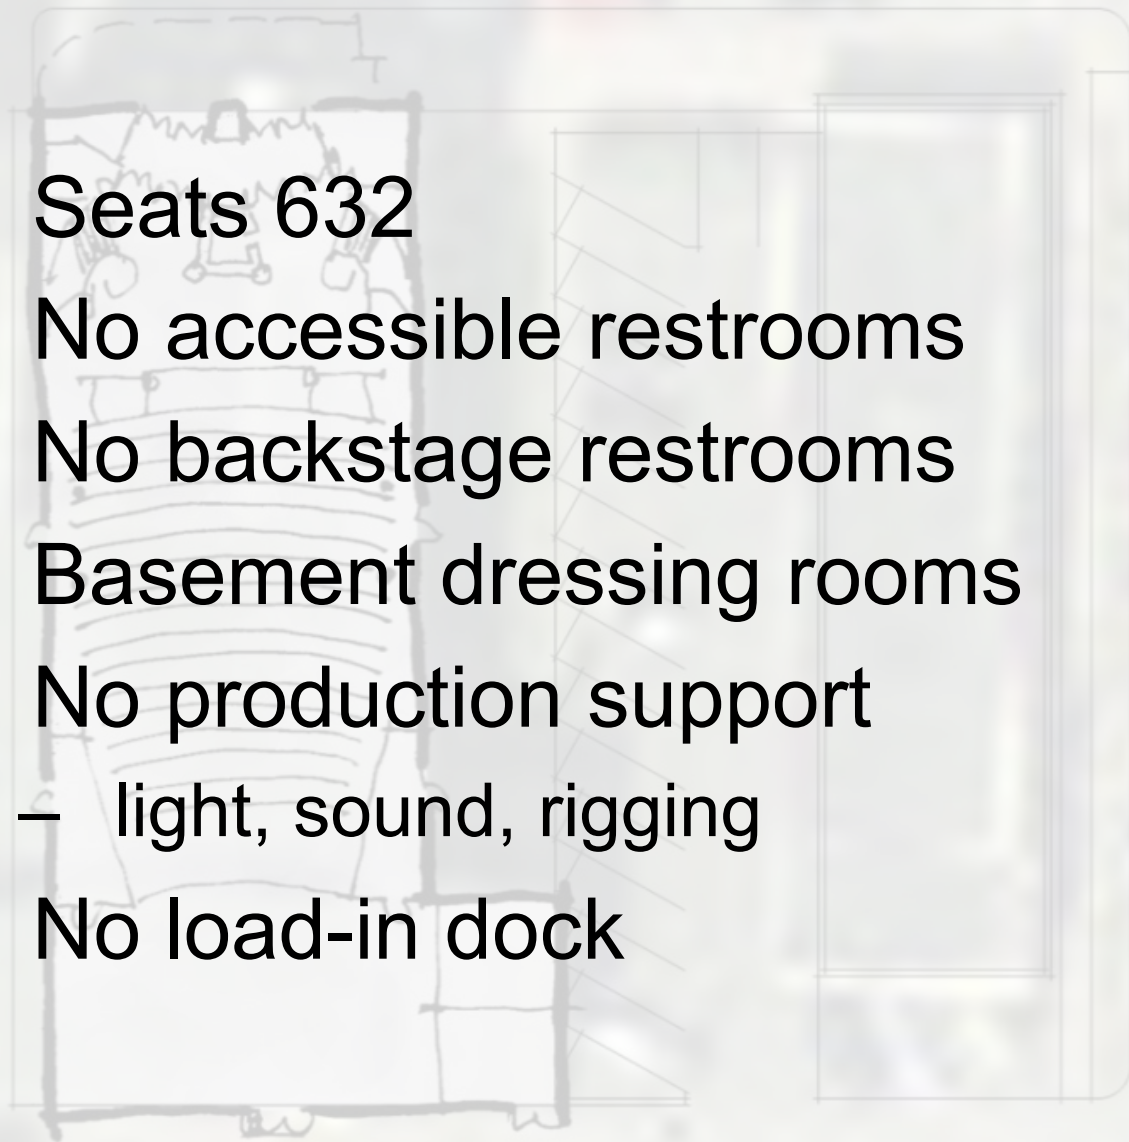 Seats 632
No accessible restrooms
No backstage restrooms
Basement dressing rooms
No production support
– light, sound, rigging
No load-in dock